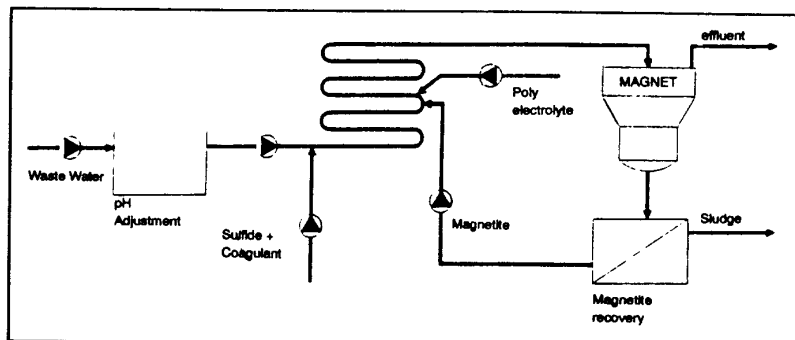 effluent
MAGNET
Poly
electrolyte
Waste Water
pH
Adjustment
Sulfide +
Coagulant
Magnetite
Sludge
Magnetite
recovery